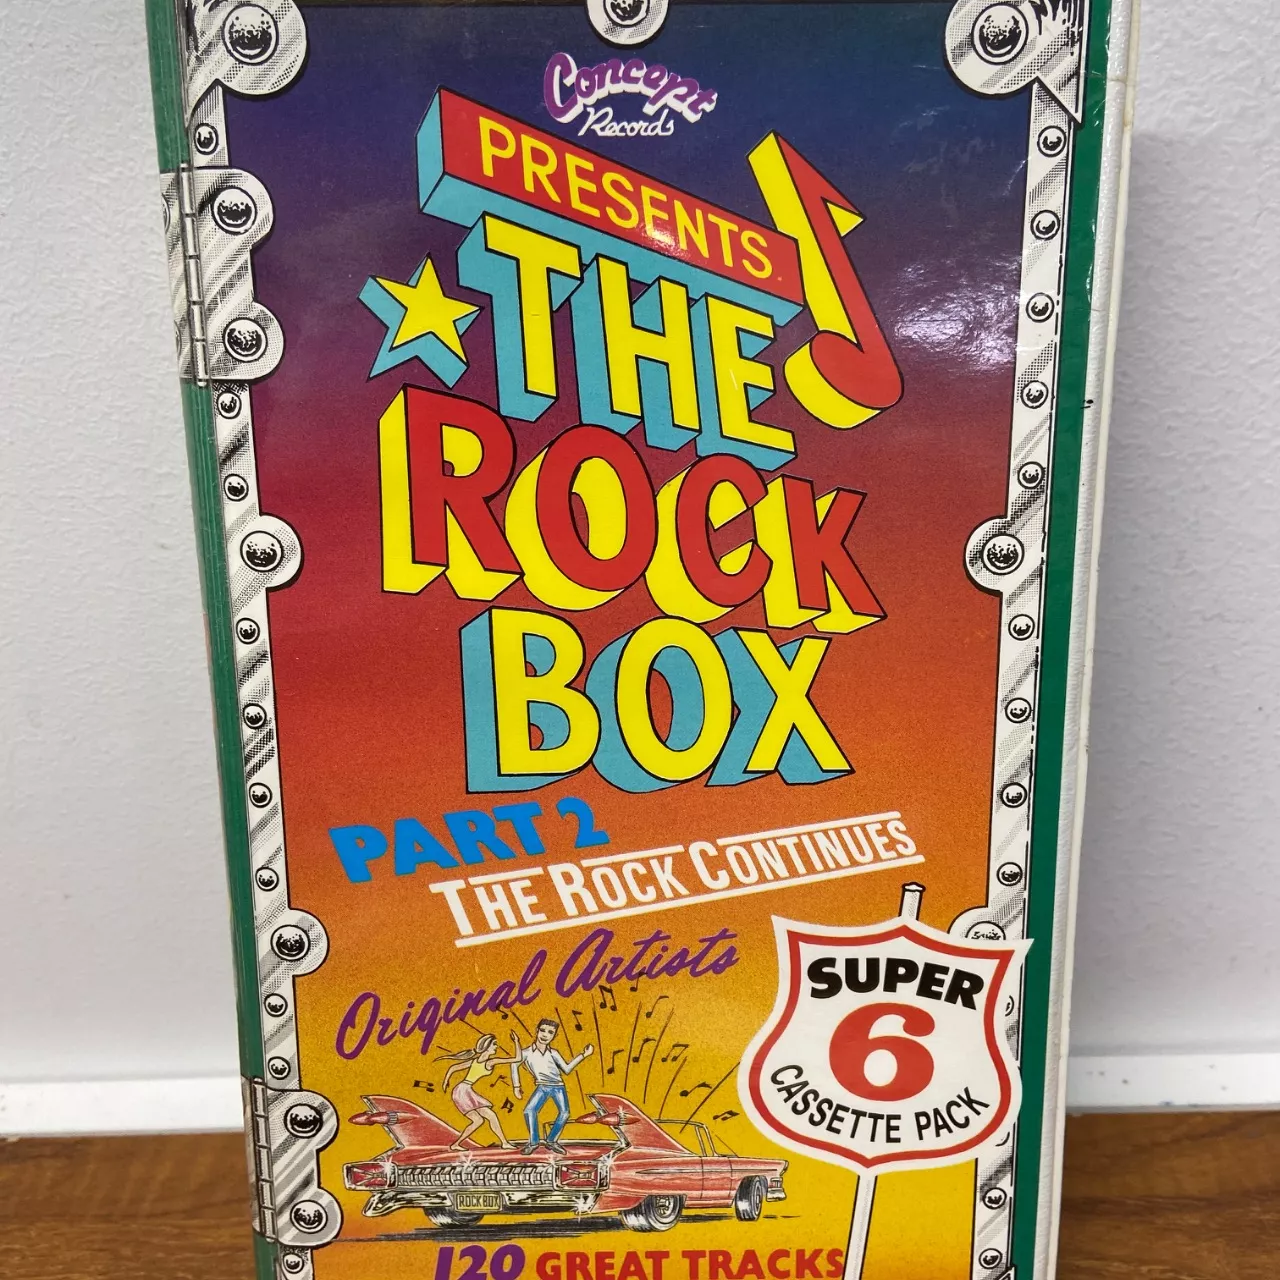 Concept
Records
PRESENTS
THE
ROCK
BOX
PART 2
THE ROCK CONTINUES
Original Artists
SUPER
6
CASSETTE PACK
ROCK BOX
120 GREAT TRACKS